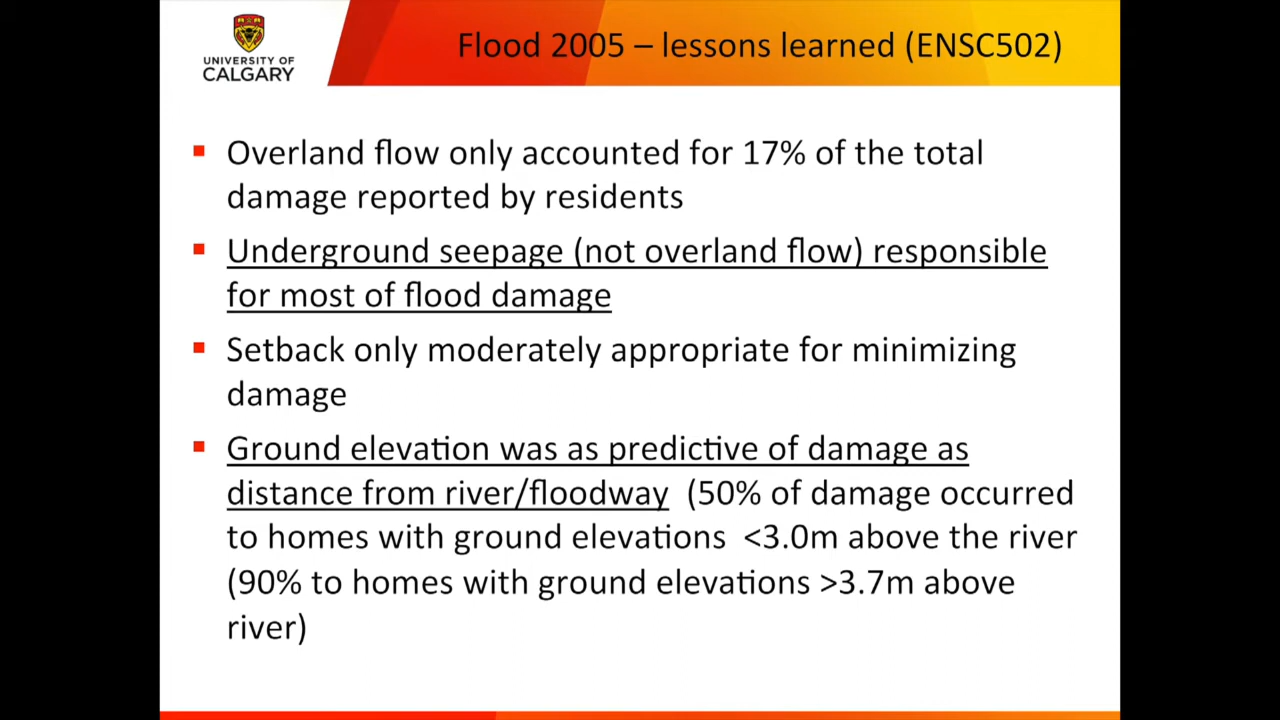 UNIVERSITY OF
CALGARY
Flood 2005 – lessons learned (ENSC502)
Overland flow only accounted for 17% of the total
damage reported by residents
Underground seepage (not overland flow) responsible
for most of flood damage
Setback only moderately appropriate for minimizing
damage
Ground elevation was as predictive of damage as
distance from river/floodway (50% of damage occurred
to homes with ground elevations <3.0m above the river
(90% to homes with ground elevations >3.7m above
river)